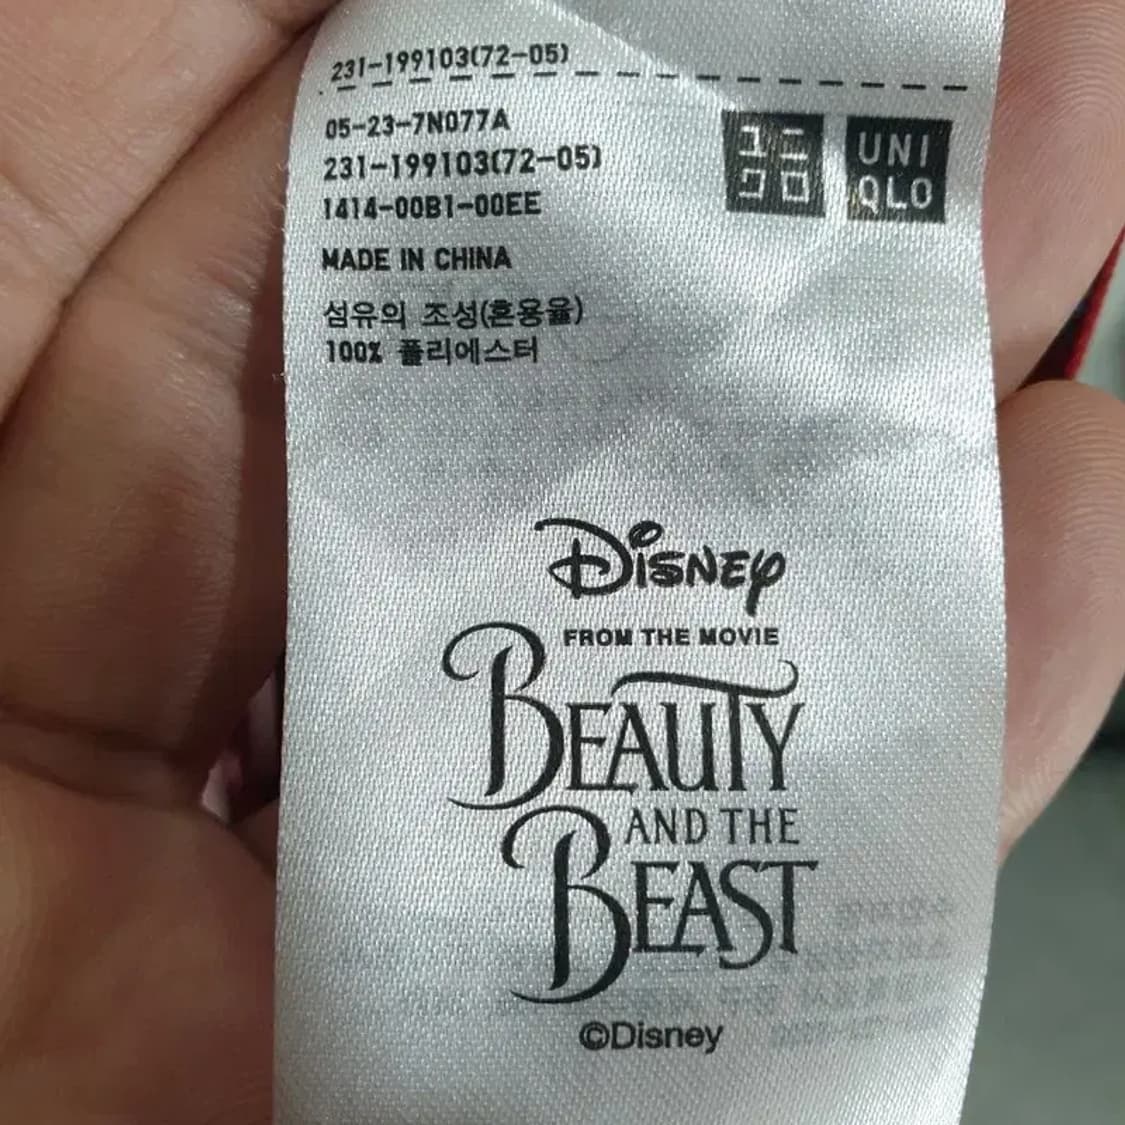 231-199103(72-05)
05-23-7N077A
231-199103(72-05)
1414-00B1-00EE
ユニ
クロ
UNI
QLO
MADE IN CHINA
섬유의 조성(혼용율)
100% 폴리에스터
Disney
FROM THE MOVIE
BEAUTY
AND THE
BEAST
©Disney